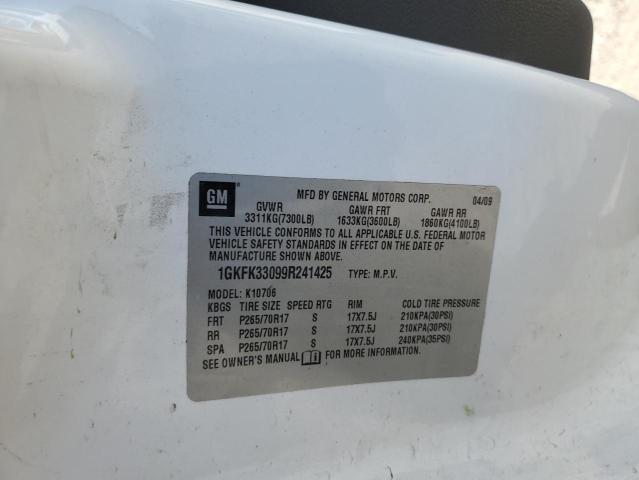 GM
MFD BY GENERAL MOTORS CORP. 04/09
GVWR GAWR FRT GAWR RR
3311KG(7300LB) 1633KG(3600LB) 1860KG(4100LB)
THIS VEHICLE CONFORMS TO ALL APPLICABLE U.S. FEDERAL MOTOR
VEHICLE SAFETY STANDARDS IN EFFECT ON THE DATE OF
MANUFACTURE SHOWN ABOVE.
1GKFK33099R241425 TYPE: M.P.V.
MODEL: K10706
KBGS TIRE SIZE SPEED RTG RIM COLD TIRE PRESSURE
FRT P265/70R17 S 17X7.5J 210KPA(30PSI)
RR P265/70R17 S 17X7.5J 210KPA(30PSI)
SPA P265/70R17 S 17X7.5J 240KPA(35PSI)
SEE OWNER'S MANUAL FOR MORE INFORMATION.